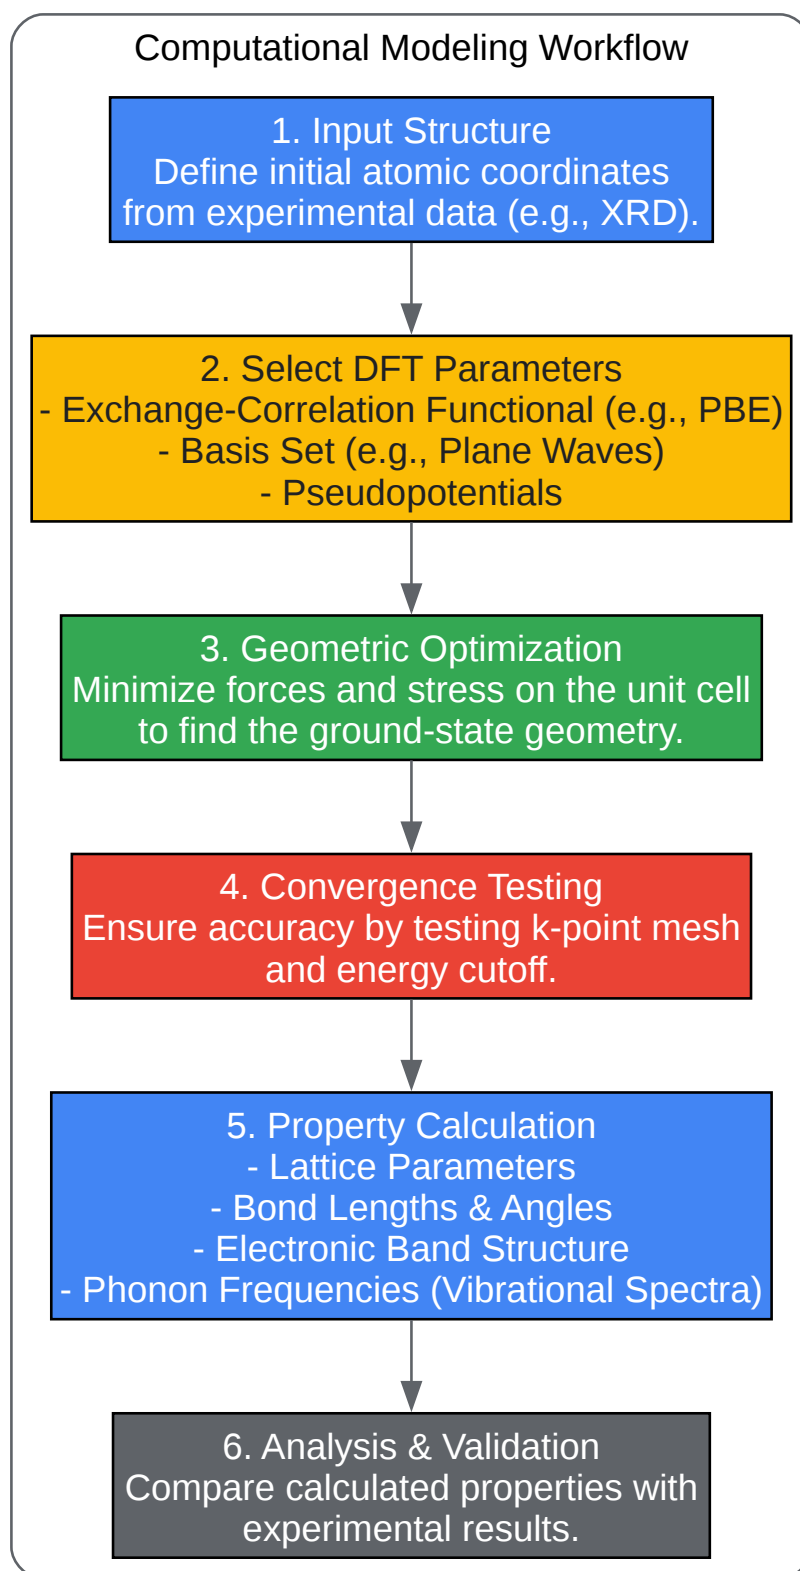 Computational Modeling Workflow
1. Input Structure
Define initial atomic coordinates
from experimental data (e.g., XRD).
2. Select DFT Parameters
- Exchange-Correlation Functional (e.g., PBE)
- Basis Set (e.g., Plane Waves)
- Pseudopotentials
3. Geometric Optimization
Minimize forces and stress on the unit cell
to find the ground-state geometry.
4. Convergence Testing
Ensure accuracy by testing k-point mesh
and energy cutoff.
5. Property Calculation
- Lattice Parameters
- Bond Lengths & Angles
- Electronic Band Structure
- Phonon Frequencies (Vibrational Spectra)
6. Analysis & Validation
Compare calculated properties with
experimental results.